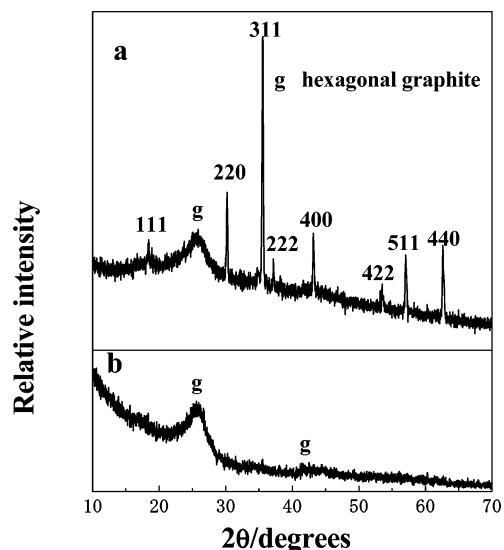 311
a
g hexagonal graphite
220
111
g
222
400
422
511
440
Relative intensity
b
g
g
10 20 30 40 50 60 70
2θ/degrees